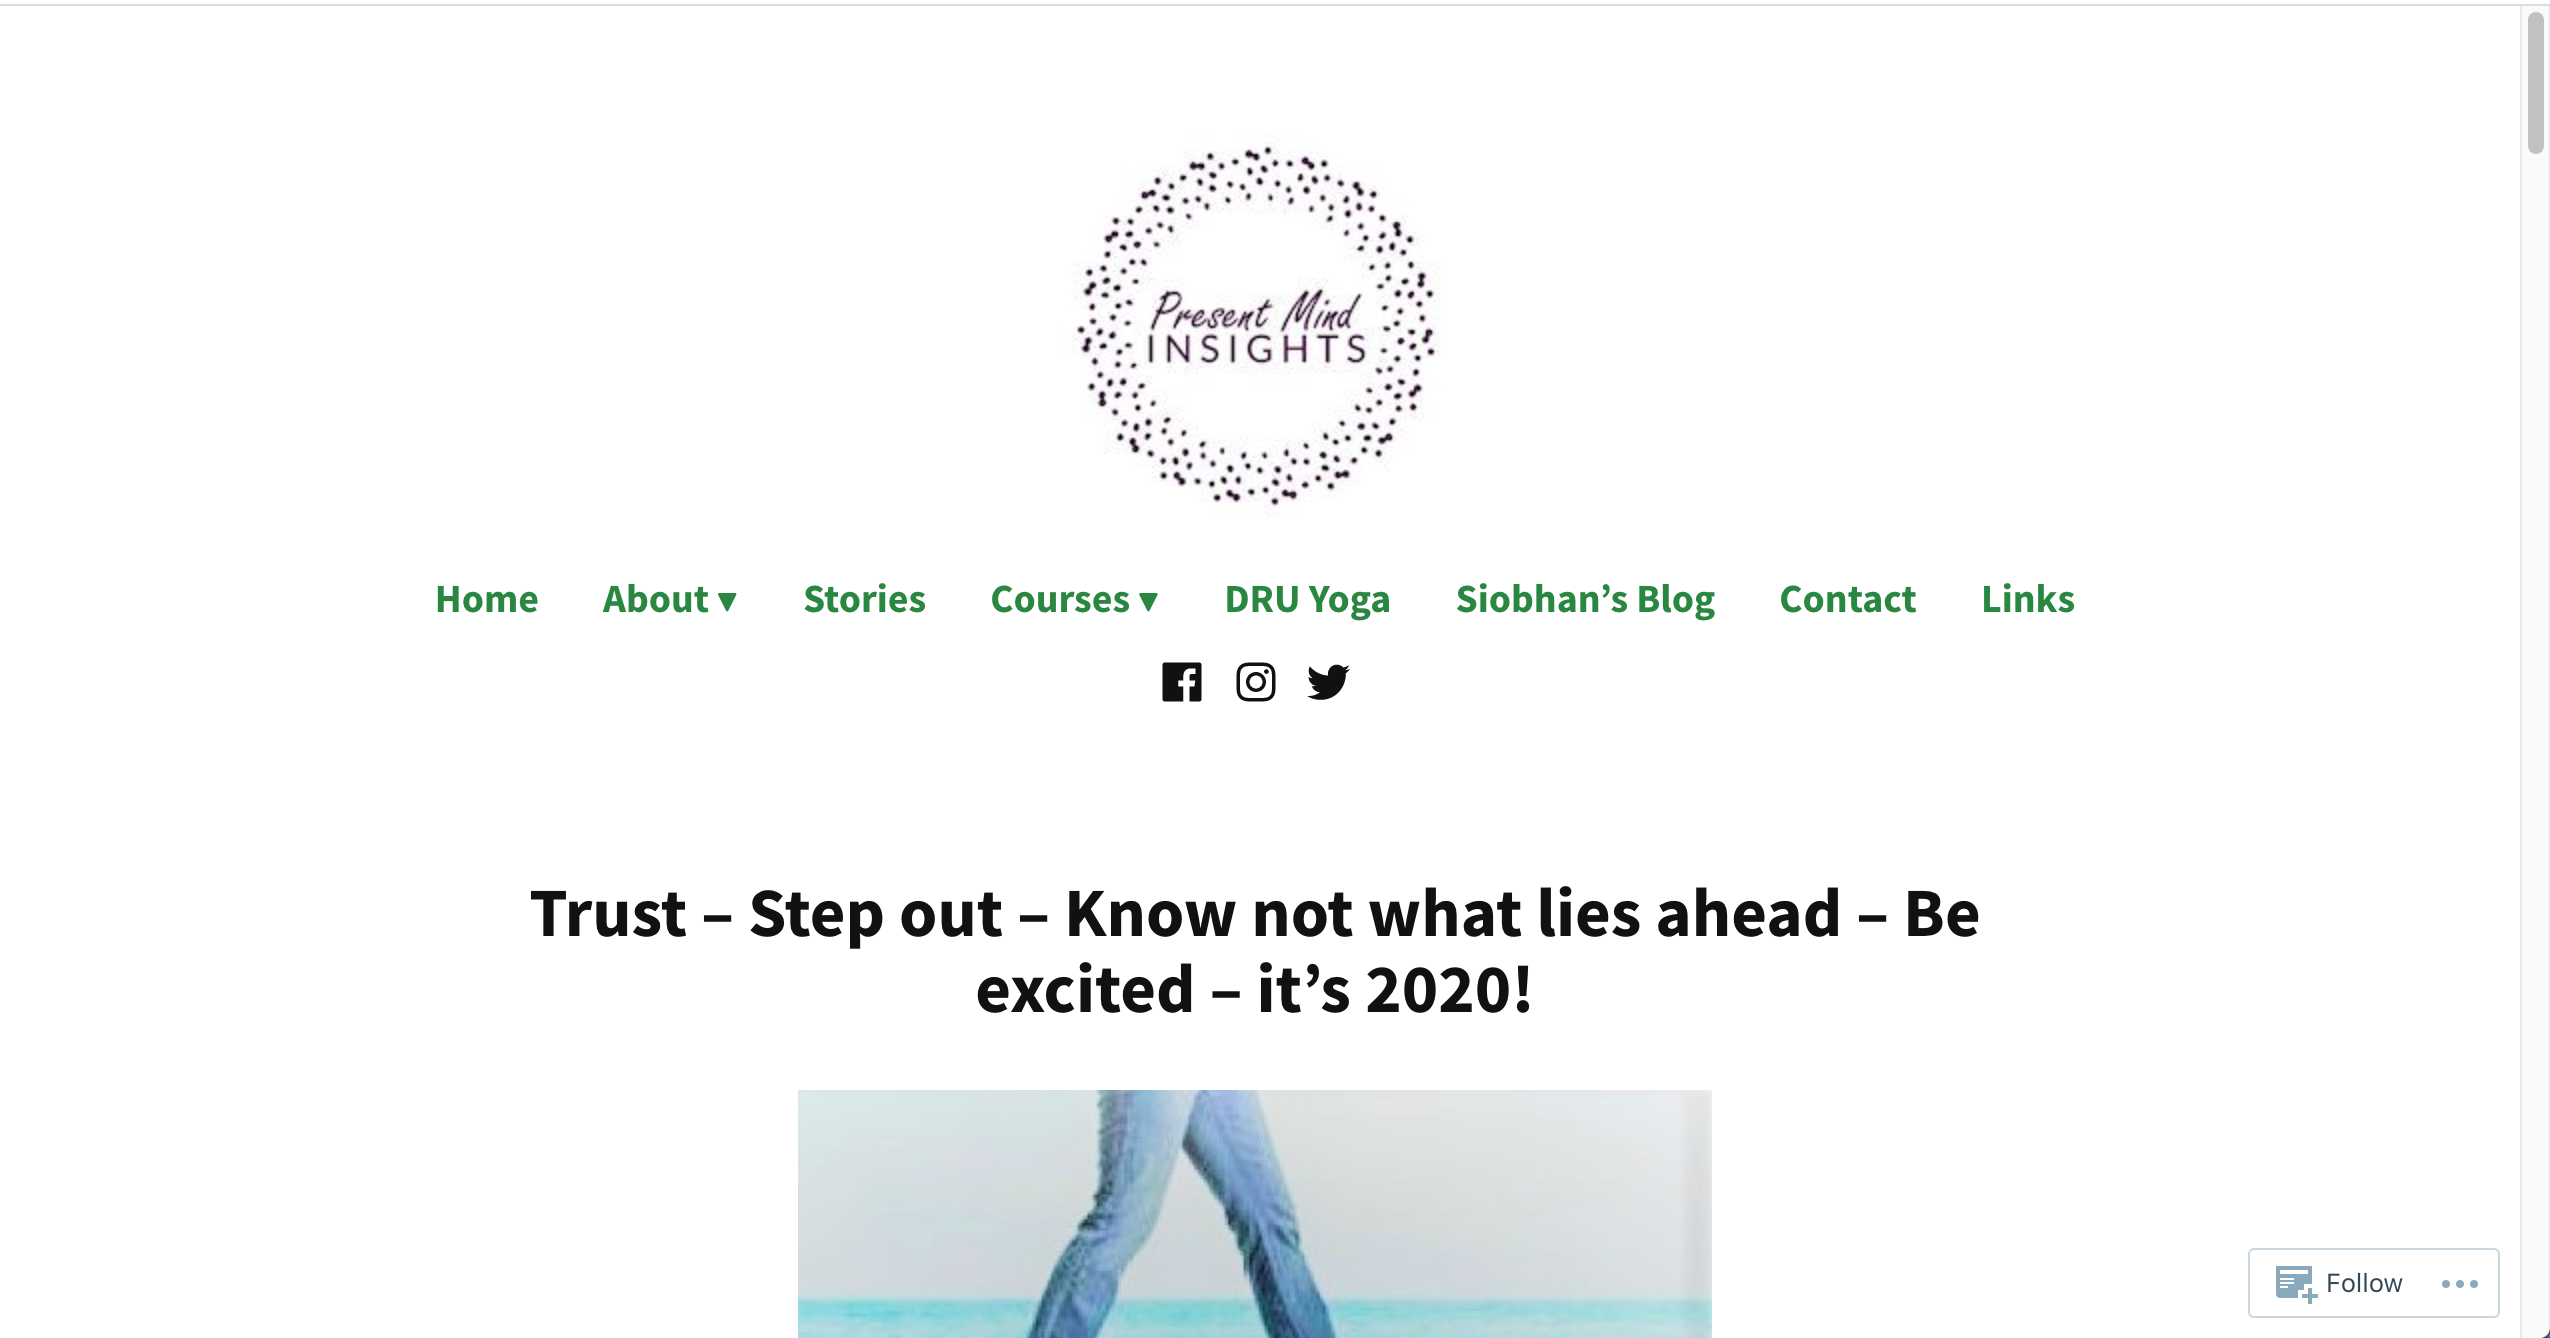 Present Mind
INSIGHTS
Home About ▾ Stories Courses ▾ DRU Yoga Siobhan’s Blog Contact Links
Trust – Step out – Know not what lies ahead – Be
excited – it’s 2020!
Follow